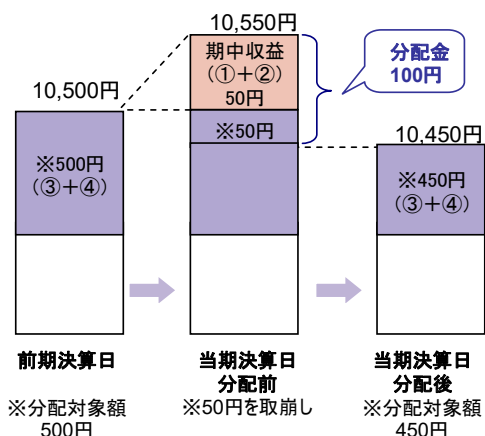 10,550円
期中収益
(①+②)
50円
分配金
100円
10,500円
※50円
10,450円
※500円
(③+④)
※450円
(③+④)
前期決算日
当期決算日
分配前
当期決算日
分配後
※分配対象額
500円
※50円を取崩し
※分配対象額
450円